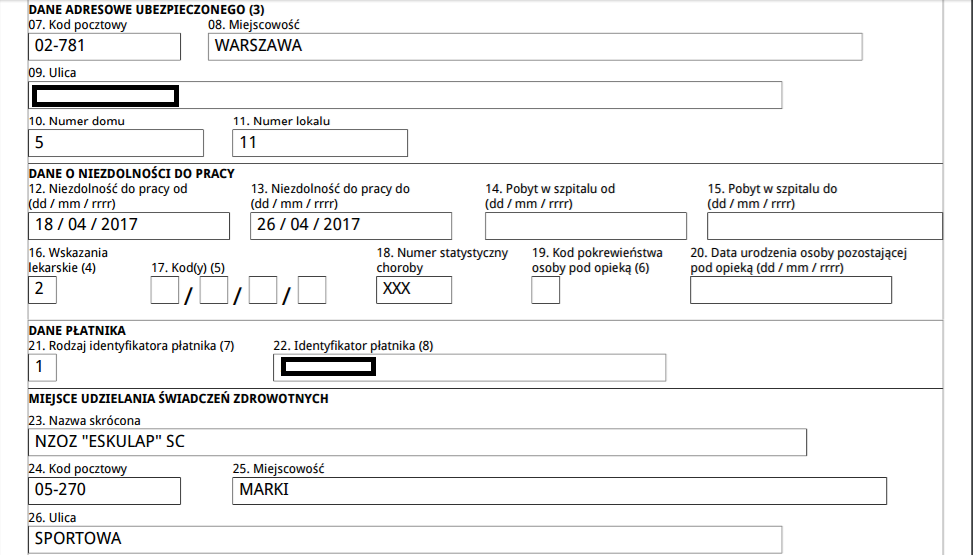 DANE ADRESOWE UBEZPIECZONEGO (3)
07. Kod pocztowy 08. Miejscowość
02-781 WARSZAWA
09. Ulica
10. Numer domu 11. Numer lokalu
5 11
DANE O NIEZDOLNOŚCI DO PRACY
12. Niezdolność do pracy od 13. Niezdolność do pracy do 14. Pobyt w szpitalu od 15. Pobyt w szpitalu do
(dd / mm / rrrr) (dd / mm / rrrr) (dd / mm / rrrr) (dd / mm / rrrr)
18 / 04 / 2017 26 / 04 / 2017
16. Wskazania 18. Numer statystyczny 19. Kod pokrewieństwa 20. Data urodzenia osoby pozostającej
lekarskie (4) 17. Kod(y) (5) choroby osoby pod opieką (6) pod opieką (dd / mm / rrrr)
2 / / / XXX
DANE PŁATNIKA
21. Rodzaj identyfikatora płatnika (7) 22. Identyfikator płatnika (8)
1
MIEJSCE UDZIELANIA ŚWIADCZEŃ ZDROWOTNYCH
23. Nazwa skrócona
NZOZ "ESKULAP" SC
24. Kod pocztowy 25. Miejscowość
05-270 MARKI
26. Ulica
SPORTOWA